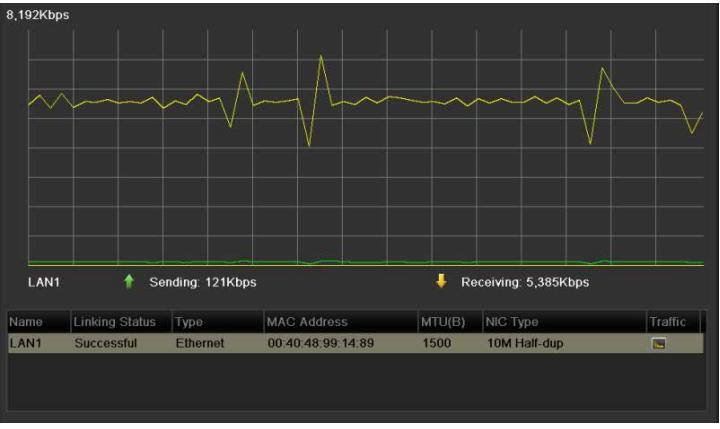 8,192Kbps
LAN1 Sending: 121Kbps Receiving: 5,385Kbps
Name Linking Status Type MAC Address MTU(B) NIC Type Traffic
LAN1 Successful Ethernet 00:40:48:99:14:89 1500 10M Half-dup